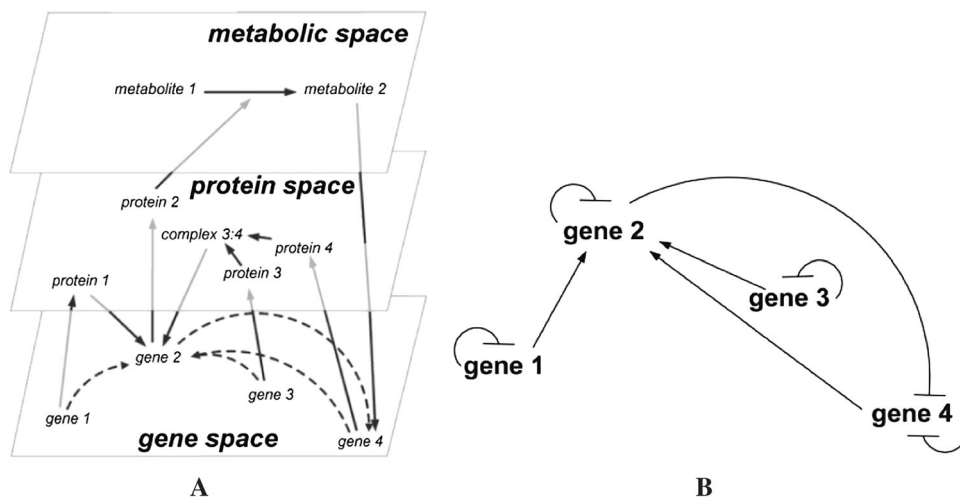 metabolic space
metabolite 1
metabolite 2
protein space
protein 2
complex 3:4
protein 4
protein 3
protein 1
gene 2
gene 3
gene 1
gene 4
gene space
A
gene 2
gene 3
gene 1
gene 4
B